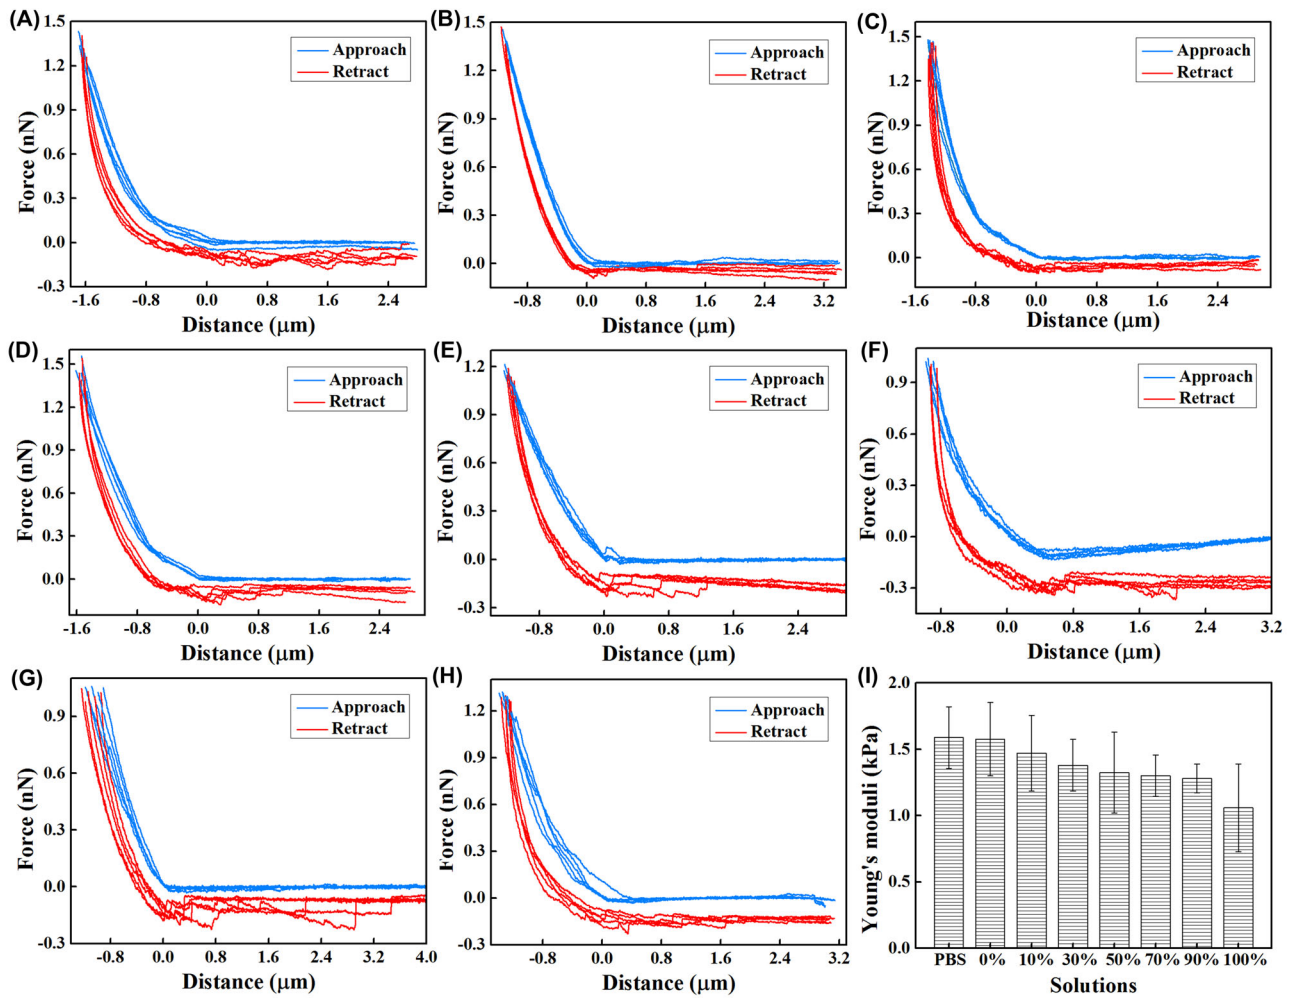 (A)
1.5
1.2
0.9
0.6
0.3
0.0
-0.3
Force (nN)
Approach
Retract
-1.6 -0.8 0.0 0.8 1.6 2.4
Distance (μm)
(B)
1.5
1.2
0.9
0.6
0.3
0.0
Force (nN)
Approach
Retract
-0.8 0.0 0.8 1.6 2.4 3.2
Distance (μm)
(C)
1.5
1.2
0.9
0.6
0.3
0.0
Force (nN)
Approach
Retract
-1.6 -0.8 0.0 0.8 1.6 2.4
Distance (μm)
(D)
1.5
1.2
0.9
0.6
0.3
0.0
Force (nN)
Approach
Retract
-1.6 -0.8 0.0 0.8 1.6 2.4
Distance (μm)
(E)
1.2
0.9
0.6
0.3
0.0
-0.3
Force (nN)
Approach
Retract
-0.8 0.0 0.8 1.6 2.4
Distance (μm)
(F)
0.9
0.6
0.3
0.0
-0.3
Force (nN)
Approach
Retract
-0.8 0.0 0.8 1.6 2.4 3.2
Distance (μm)
(G)
0.9
0.6
0.3
0.0
-0.3
Force (nN)
Approach
Retract
-0.8 0.0 0.8 1.6 2.4 3.2 4.0
Distance (μm)
(H)
1.2
0.9
0.6
0.3
0.0
-0.3
Force (nN)
Approach
Retract
-0.8 0.0 0.8 1.6 2.4 3.2
Distance (μm)
(I)
2.0
1.5
1.0
0.5
0.0
Young's moduli (kPa)
PBS 0% 10% 30% 50% 70% 90% 100%
Solutions